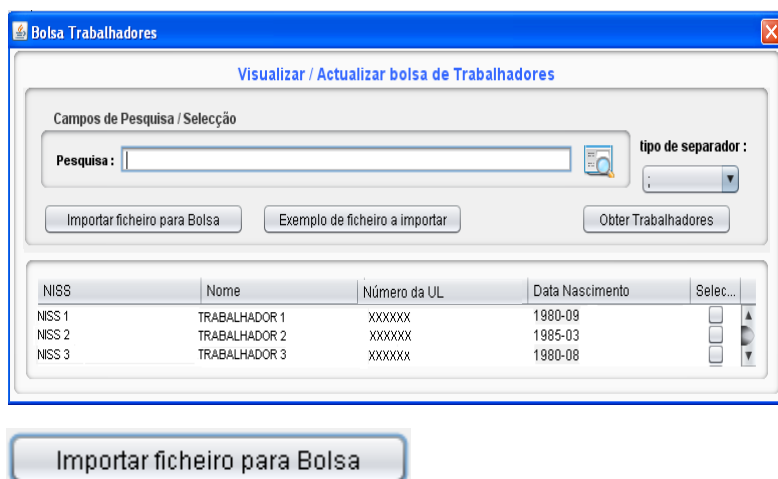 Bolsa Trabalhadores
Visualizar / Actualizar bolsa de Trabalhadores
Campos de Pesquisa / Selecção
Pesquisa :
tipo de separador :
;
Importar ficheiro para Bolsa Exemplo de ficheiro a importar Obter Trabalhadores
NISS Nome Número da UL Data Nascimento Selec...
NISS 1 TRABALHADOR 1 XXXXXX 1980-09
NISS 2 TRABALHADOR 2 XXXXXX 1985-03
NISS 3 TRABALHADOR 3 XXXXXX 1980-08
Importar ficheiro para Bolsa